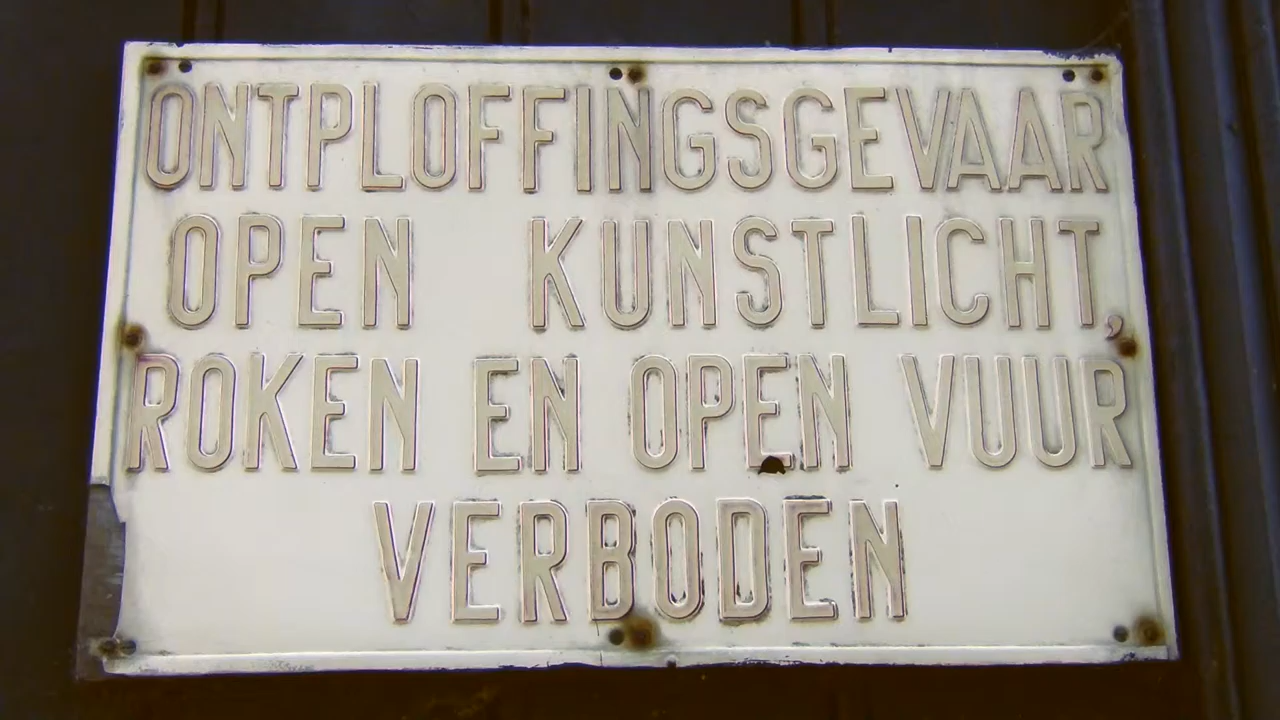 ONTPLOFFINGSGEVAAR
OPEN KUNSTLICHT,
ROKEN EN OPEN VUUR
VERBODEN